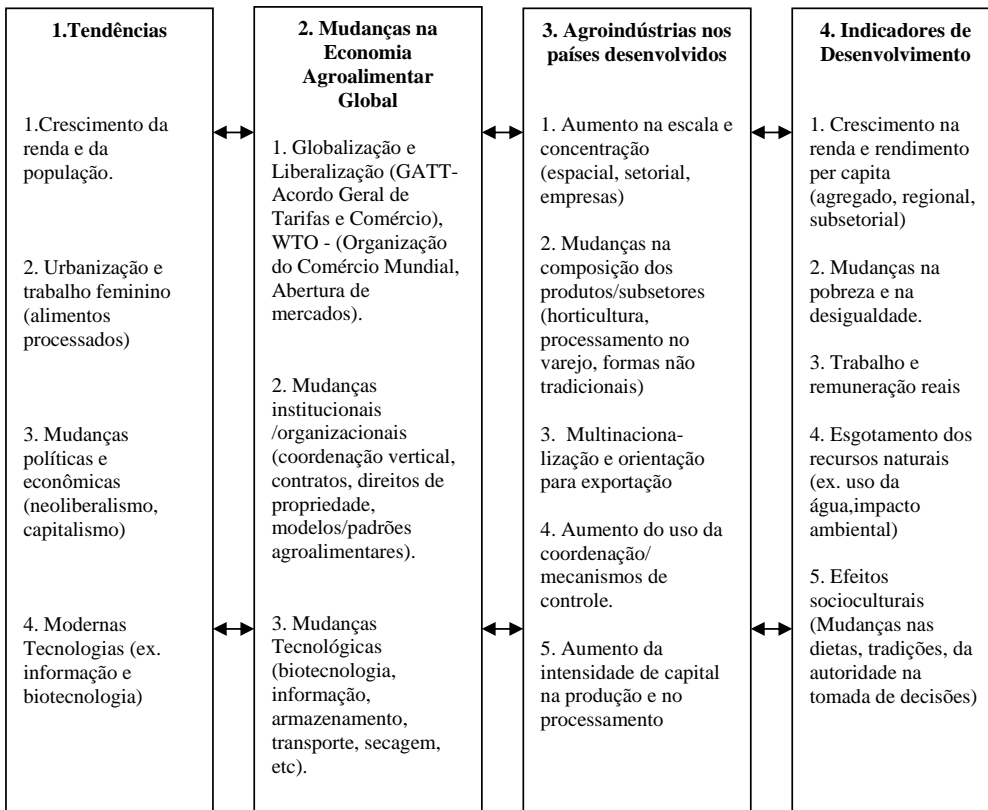 1.Tendências
1.Crescimento da
renda e da
população.
2. Urbanização e
trabalho feminino
(alimentos
processados)
3. Mudanças
políticas e
econômicas
(neoliberalismo,
capitalismo)
4. Modernas
Tecnologias (ex.
informação e
biotecnologia)
2. Mudanças na
Economia
Agroalimentar
Global
1. Globalização e
Liberalização (GATT-
Acordo Geral de
Tarifas e Comércio),
WTO - (Organização
do Comércio Mundial,
Abertura de
mercados).
2. Mudanças
institucionais
/organizacionais
(coordenação vertical,
contratos, direitos de
propriedade,
modelos/padrões
agroalimentares).
3. Mudanças
Tecnológicas
(biotecnologia,
informação,
armazenamento,
transporte, secagem,
etc).
3. Agroindústrias nos
países desenvolvidos
1. Aumento na escala e
concentração
(espacial, setorial,
empresas)
2. Mudanças na
composição dos
produtos/subsetores
(horticultura,
processamento no
varejo, formas não
tradicionais)
3. Multinaciona-
lização e orientação
para exportação
4. Aumento do uso da
coordenação/
mecanismos de
controle.
5. Aumento da
intensidade de capital
na produção e no
processamento
4. Indicadores de
Desenvolvimento
1. Crescimento na
renda e rendimento
per capita
(agregado, regional,
subsetorial)
2. Mudanças na
pobreza e na
desigualdade.
3. Trabalho e
remuneração reais
4. Esgotamento dos
recursos naturais
(ex. uso da
água,impacto
ambiental)
5. Efeitos
socioculturais
(Mudanças nas
dietas, tradições, da
autoridade na
tomada de decisões)